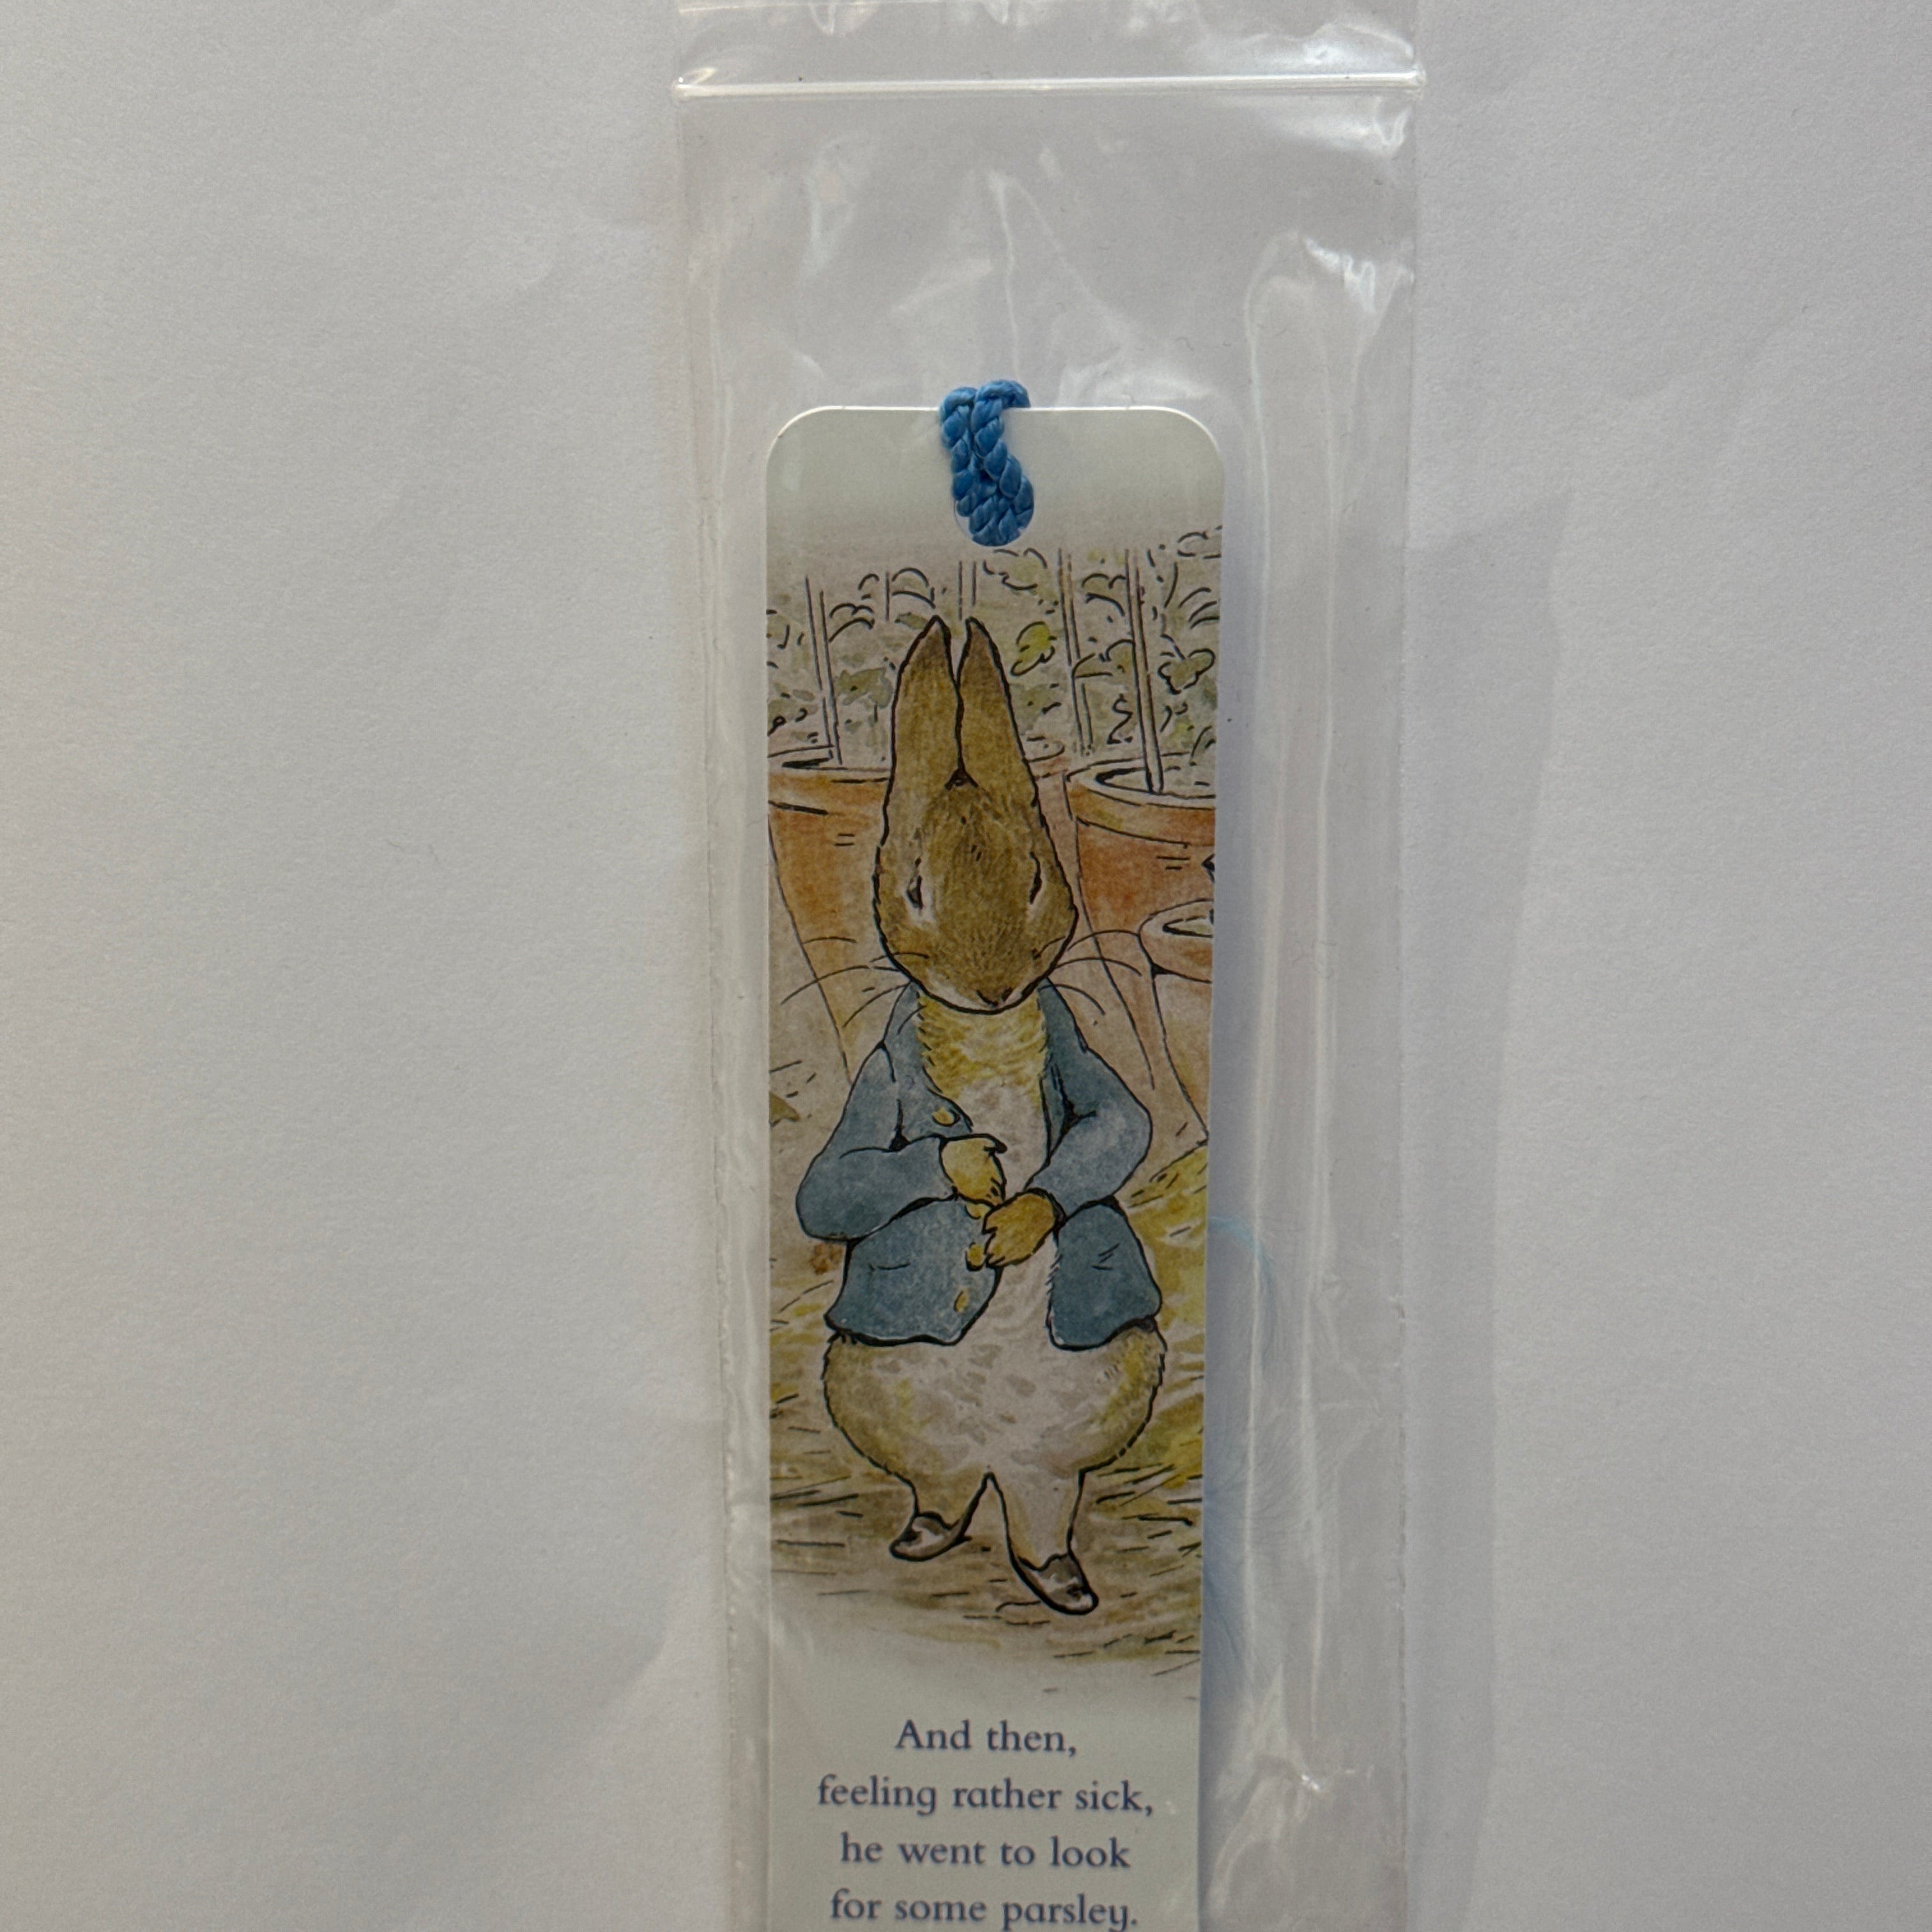 And then,
feeling rather sick,
he went to look
for some parsley.